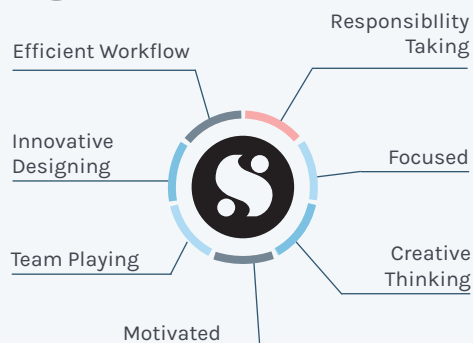 Efficient Workflow
ResponsibIlity
Taking
Innovative
Designing
Focused
Team Playing
Creative
Thinking
Motivated